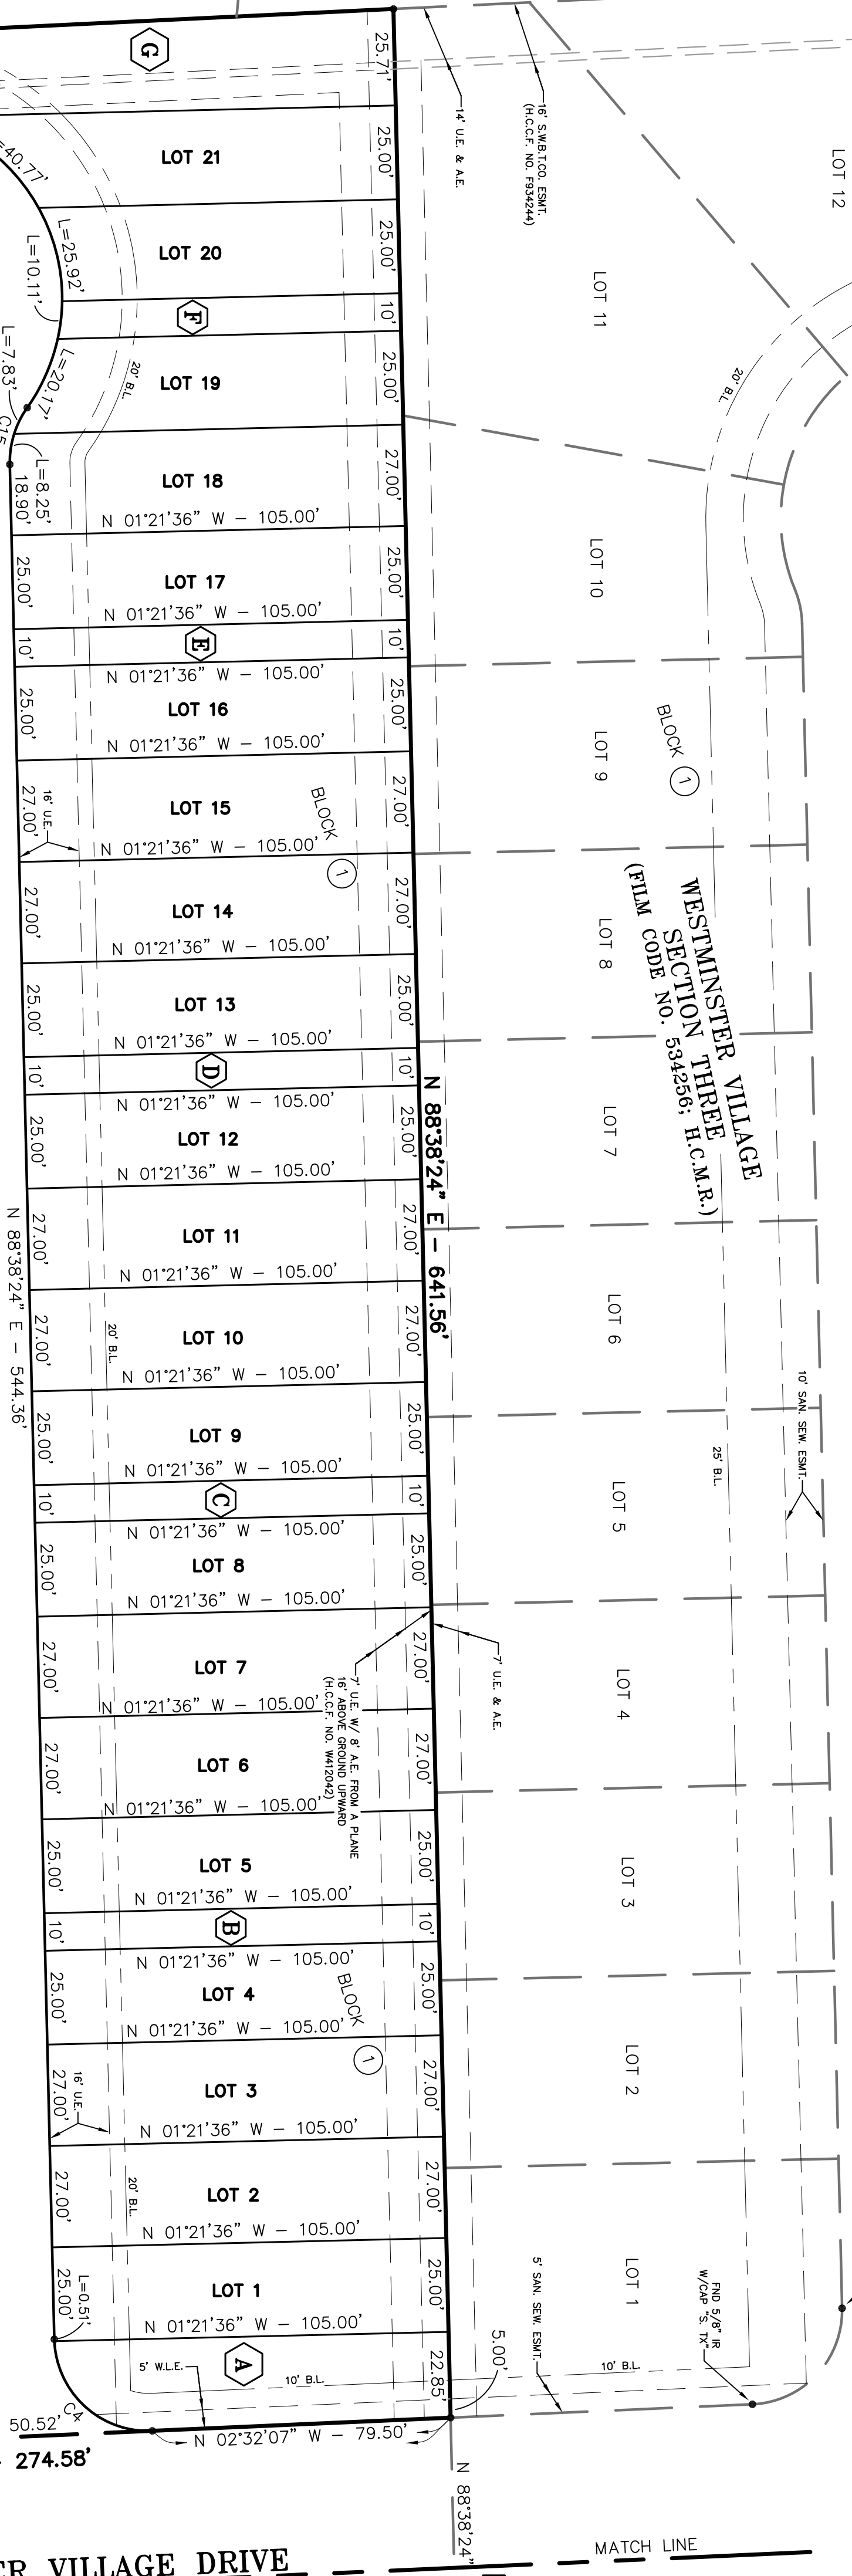 LOT 12
16' S.W.B.T.CO. ESMT.
(H.C.C.F. NO. F934244)
14' U.E. & A.E.
25.71'
G
LOT 21
25.00'
=40.77'
LOT 20
25.00'
L=25.92'
L=10.11'
10'
F
LOT 11
LOT 19
25.00'
20' B.L.
20' B.L.
L=20.17'
L=7.83'
C15
L=8.25'
18.90'
LOT 18
27.00'
N 01°21'36" W – 105.00'
LOT 10
25.00'
LOT 17
25.00'
N 01°21'36" W – 105.00'
10'
E
10'
N 01°21'36" W – 105.00'
25.00'
LOT 16
25.00'
N 01°21'36" W – 105.00'
LOT 9
BLOCK
1
16' U.E.
27.00'
LOT 15
27.00'
BLOCK
1
N 01°21'36" W – 105.00'
WESTMINSTER VILLAGE
SECTION THREE
(FILM CODE NO. 534256; H.C.M.R.)
27.00'
LOT 14
27.00'
N 01°21'36" W – 105.00'
LOT 8
25.00'
LOT 13
25.00'
N 01°21'36" W – 105.00'
10'
D
10'
N 01°21'36" W – 105.00'
N 88°38'24" E – 641.56'
LOT 7
25.00'
LOT 12
25.00'
N 01°21'36" W – 105.00'
27.00'
LOT 11
27.00'
N 01°21'36" W – 105.00'
N 88°38'24" E – 544.36'
LOT 6
27.00'
20' B.L.
LOT 10
27.00'
N 01°21'36" W – 105.00'
10' SAN. SEW. ESMT.
25.00'
LOT 9
25.00'
N 01°21'36" W – 105.00'
25' B.L.
10'
C
10'
N 01°21'36" W – 105.00'
LOT 5
25.00'
LOT 8
25.00'
N 01°21'36" W – 105.00'
27.00'
LOT 7
27.00'
7' U.E. & A.E.
N 01°21'36" W – 105.00'
7' U.E. W/ 8' A.E. FROM A PLANE
16' ABOVE GROUND UPWARD
(H.C.C.F. NO. W412042)
LOT 4
27.00'
LOT 6
27.00'
N 01°21'36" W – 105.00'
25.00'
LOT 5
25.00'
N 01°21'36" W – 105.00'
LOT 3
10'
B
10'
N 01°21'36" W – 105.00'
25.00'
LOT 4
25.00'
BLOCK
1
N 01°21'36" W – 105.00'
LOT 2
16' U.E.
27.00'
LOT 3
27.00'
N 01°21'36" W – 105.00'
27.00'
20' B.L.
LOT 2
27.00'
N 01°21'36" W – 105.00'
LOT 1
FND 5/8" IR
W/CAP "S. TX"
5' SAN. SEW. ESMT.
L=0.51'
25.00'
LOT 1
25.00'
N 01°21'36" W – 105.00'
5.00'
A
22.85'
5' W.L.E.
10' B.L.
10' B.L.
C4
50.52'
N 02°32'07" W – 79.50'
274.58'
N 88°38'24"
ER VILLAGE DRIVE
MATCH LINE